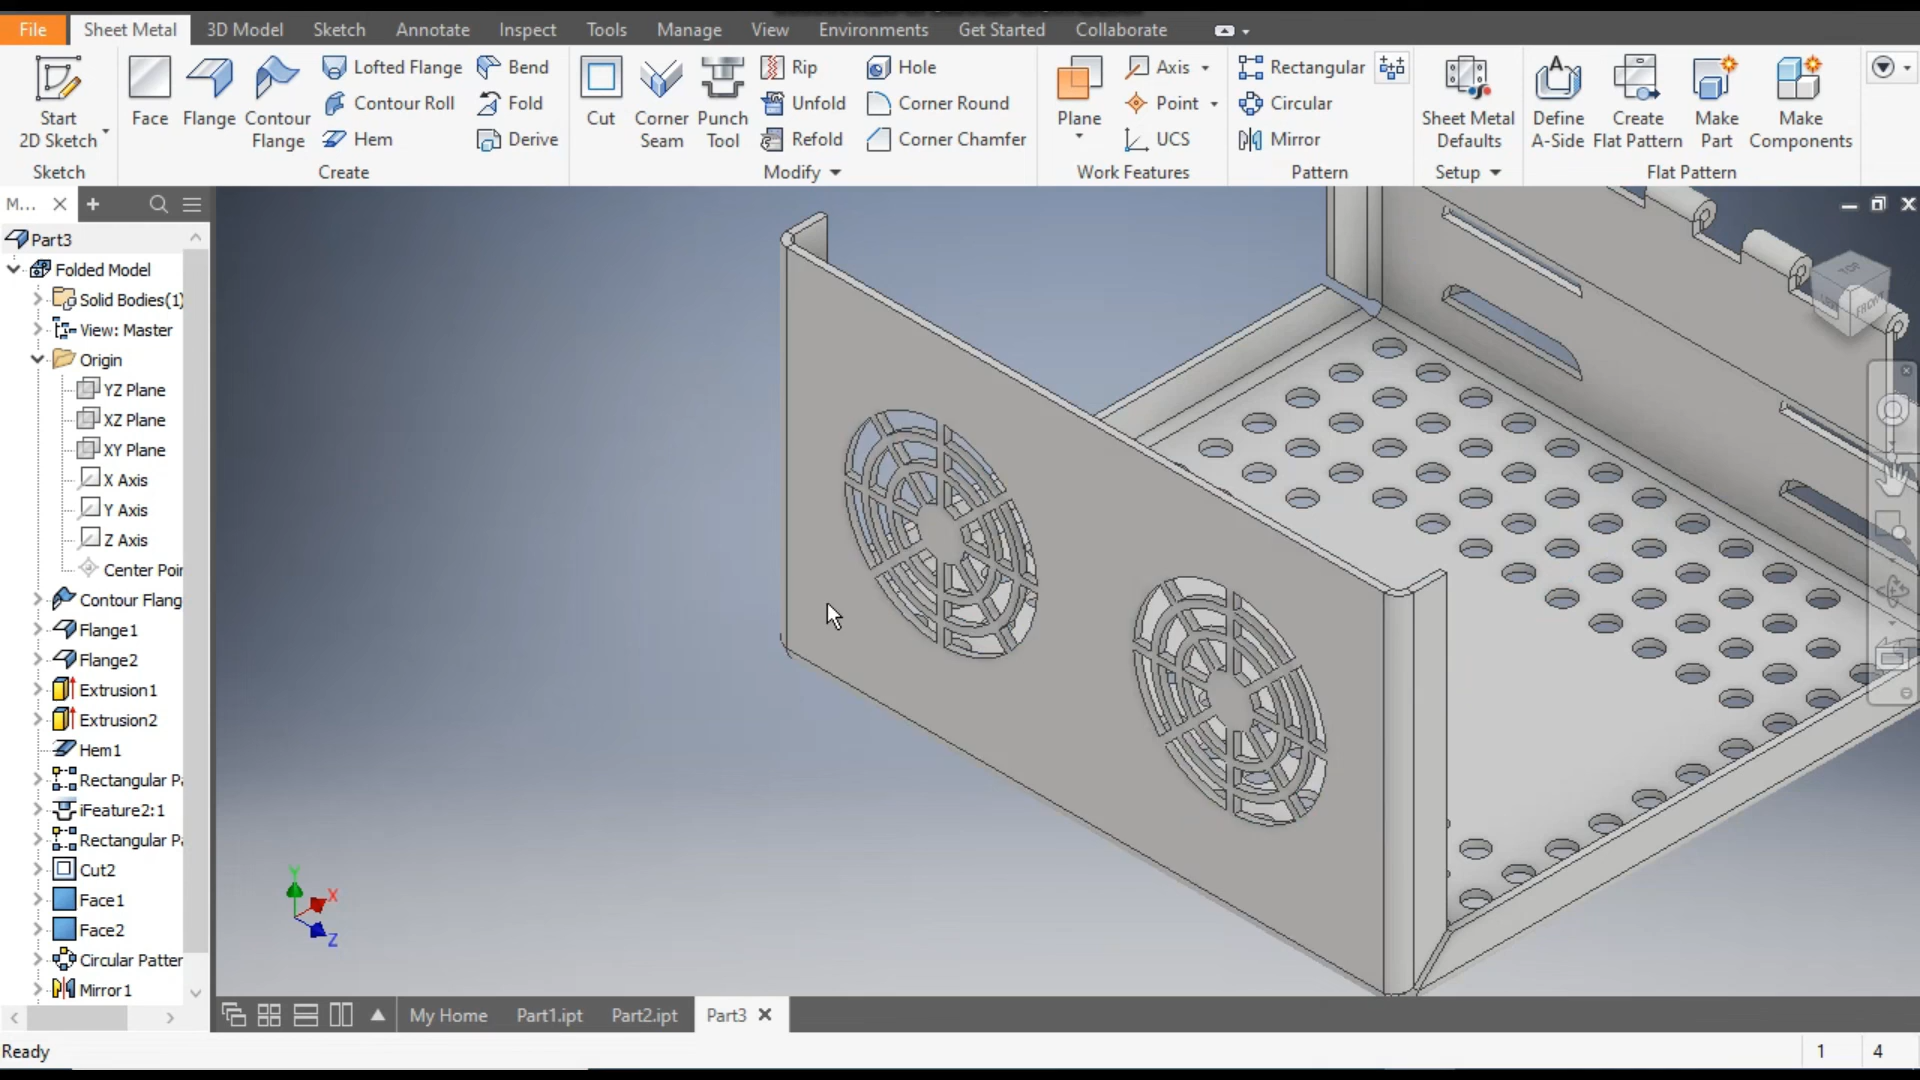 File Sheet Metal 3D Model Sketch Annotate Inspect Tools Manage View Environments Get Started Collaborate
Start
2D Sketch
Face
Flange
Contour
Flange
Lofted Flange
Contour Roll
Hem
Bend
Fold
Derive
Cut
Corner
Seam
Punch
Tool
Rip
Unfold
Refold
Hole
Corner Round
Corner Chamfer
Plane
Axis
Point
UCS
Rectangular
Circular
Mirror
Sheet Metal
Defaults
Define
A-Side
Create
Flat Pattern
Make
Part
Make
Components
Sketch Create Modify Work Features Pattern Setup Flat Pattern
M...
Part3
Folded Model
Solid Bodies(1)
View: Master
Origin
YZ Plane
XZ Plane
XY Plane
X Axis
Y Axis
Z Axis
Center Poir
Contour Flang
Flange1
Flange2
Extrusion1
Extrusion2
Hem1
Rectangular Pa
iFeature2:1
Rectangular Pa
Cut2
Face1
Face2
Circular Patter
Mirror1
TOP
FRONT
Y
X
Z
My Home Part1.ipt Part2.ipt Part3
Ready 1 4